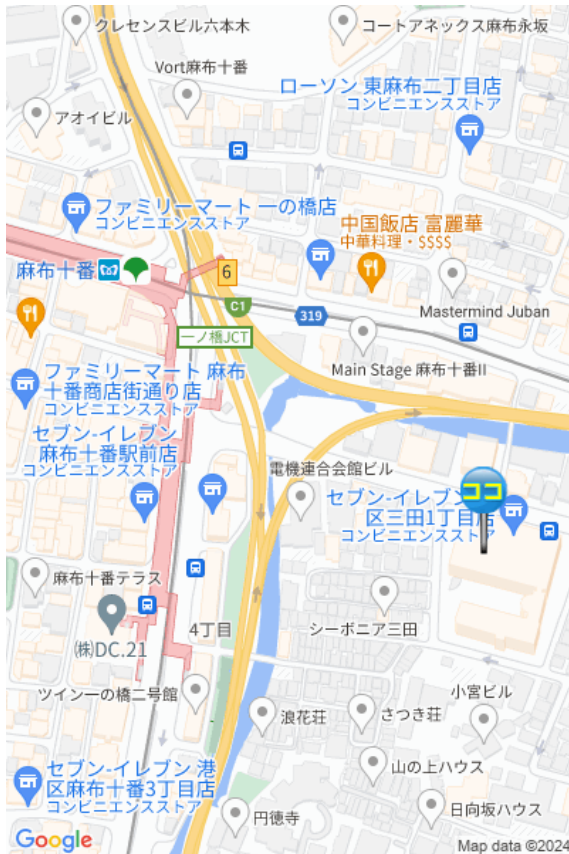 クレセンスビル六本木
コートアネックス麻布永坂
Vort麻布十番
ローソン 東麻布二丁目店
コンビニエンスストア
アオイビル
ファミリーマート 一の橋店
コンビニエンスストア
中国飯店 富麗華
中華料理・$$$$
麻布十番
6
C1
319
Mastermind Juban
一ノ橋JCT
Main Stage 麻布十番II
ファミリーマート 麻布
十番商店街通り店
コンビニエンスストア
セブン-イレブン
麻布十番駅前店
コンビニエンスストア
電機連合会館ビル
ココ
セブン-イレブン
区三田1丁目店
コンビニエンスストア
麻布十番テラス
シーボニア三田
4丁目
㈱DC.21
ツイン一の橋二号館
小宮ビル
浪花荘
さつき荘
山の上ハウス
セブン-イレブン 港
区麻布十番3丁目店
コンビニエンスストア
円徳寺
日向坂ハウス
Google
Map data ©2024